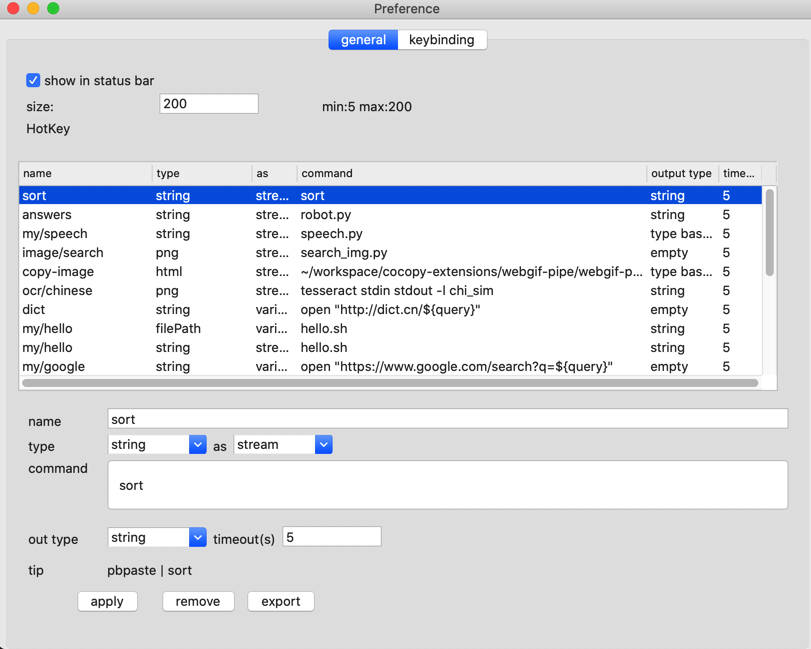 Preference
general keybinding
show in status bar
size: 200 min:5 max:200
HotKey
name type as command output type time...
sort string stre... sort string 5
answers string stre... robot.py string 5
my/speech string stre... speech.py type bas... 5
image/search png stre... search_img.py empty 5
copy-image html stre... ~/workspace/cocopy-extensions/webgif-pipe/webgif-p... type bas... 5
ocr/chinese png stre... tesseract stdin stdout -l chi_sim string 5
dict string vari... open "http://dict.cn/${query}" empty 5
my/hello filePath vari... hello.sh string 5
my/hello string stre... hello.sh string 5
my/google string vari... open "https://www.google.com/search?q=${query}" empty 5
name sort
type string as stream
command
sort
out type string timeout(s) 5
tip pbpaste | sort
apply remove export